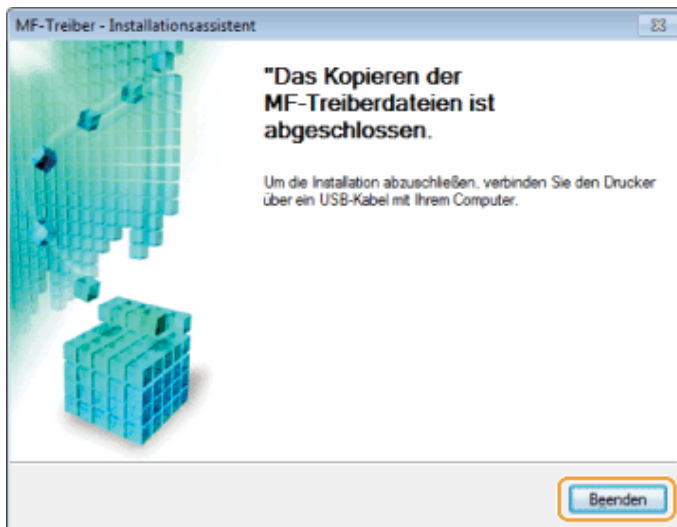 MF-Treiber - Installationsassistent
"Das Kopieren der
MF-Treiberdateien ist
abgeschlossen.
Um die Installation abzuschließen, verbinden Sie den Drucker
über ein USB-Kabel mit Ihrem Computer.
Beenden